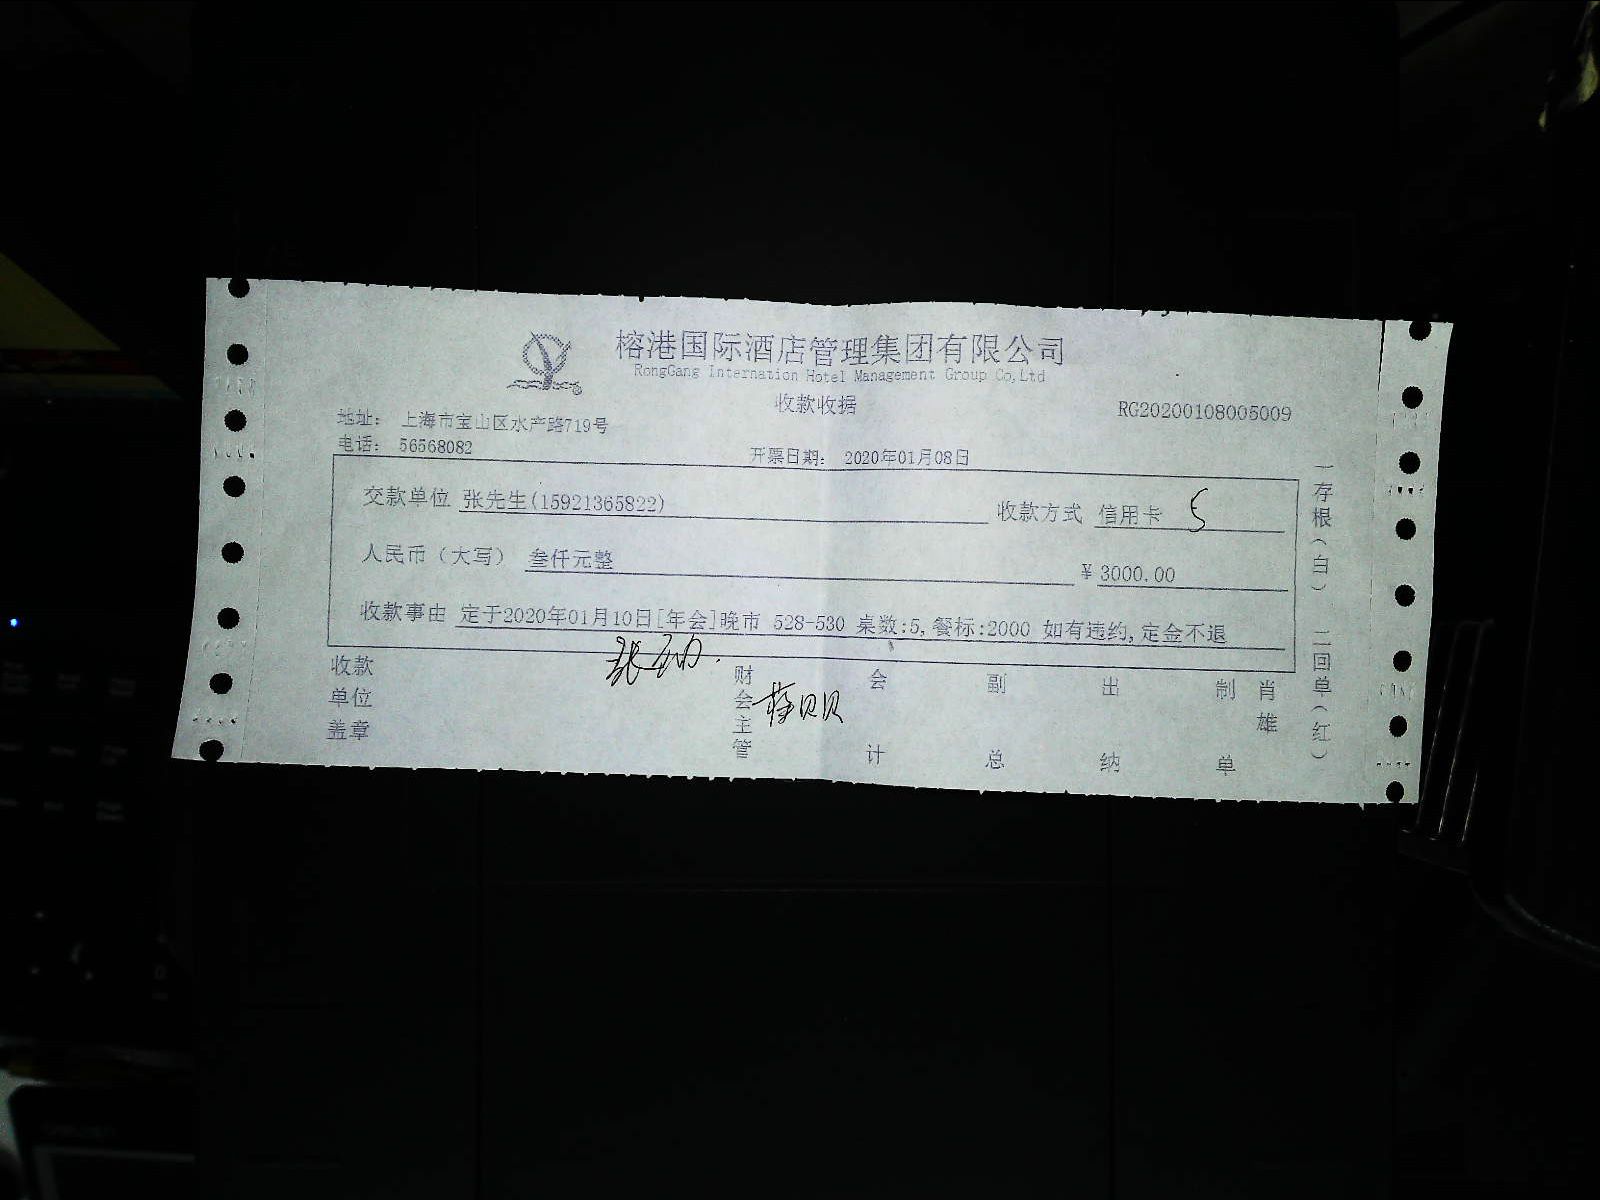 榕港国际酒店管理集团有限公司
RongGang Internation Hotel Management Group Co,Ltd
收款收据
RG20200108005009
地址： 上海市宝山区水产路719号
电话： 56568082
开票日期： 2020年01月08日
交款单位 张先生(15921365822) 收款方式 信用卡
人民币（大写） 叁仟元整 ¥ 3000.00
收款事由 定于2020年01月10日[年会]晚市 528-530 桌数:5,餐标:2000 如有违约,定金不退
收款单位盖章
财会主管
会计
副总
出纳
制单 肖雄
一存根（白） 二回单（红）